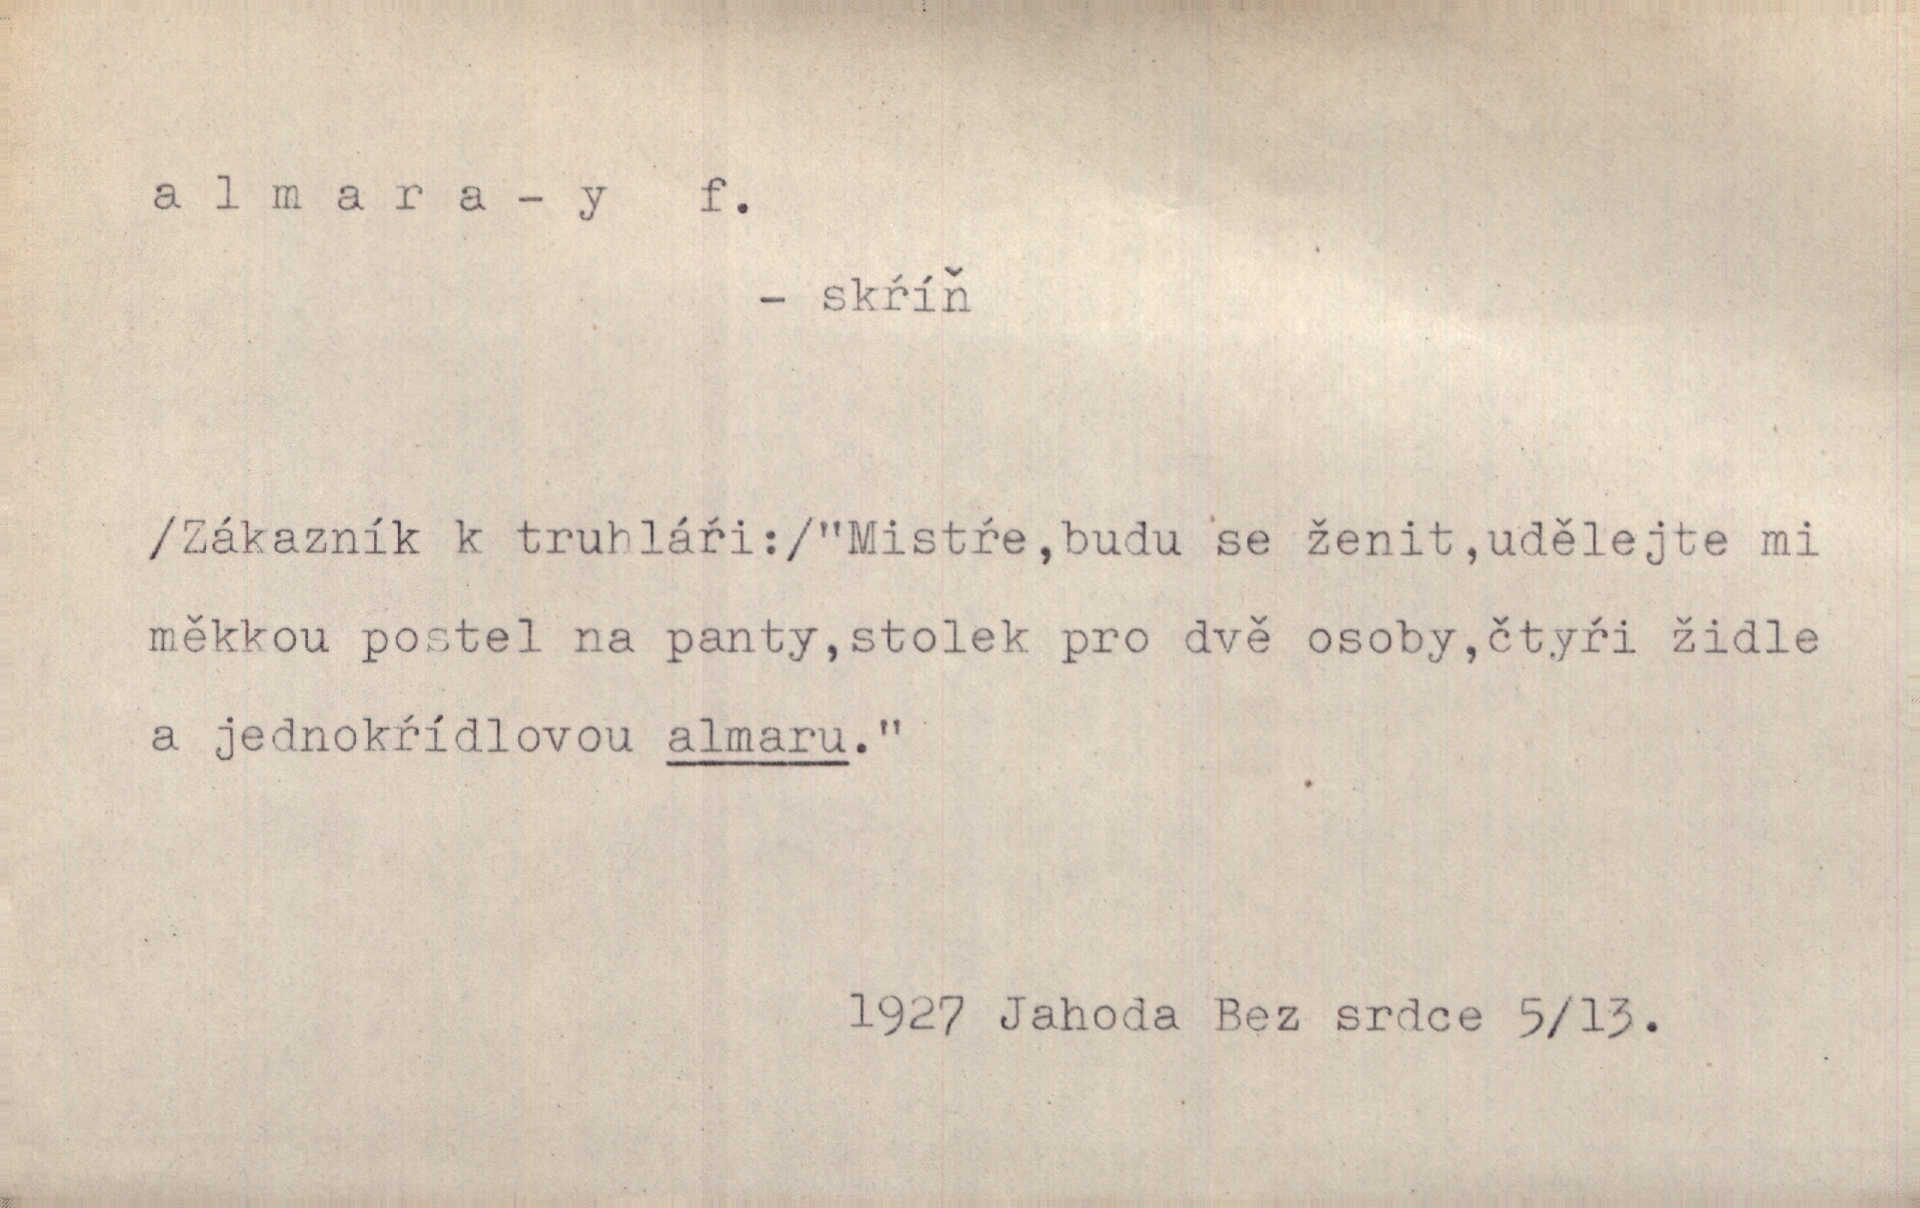 a l m a r a - y f.
- skříň
/Zákazník k truhláři:/"Mistře,budu se ženit,udělejte mi
měkkou postel na panty,stolek pro dvě osoby,čtyři židle
a jednokřídlovou almaru."
1927 Jahoda Bez srdce 5/13.